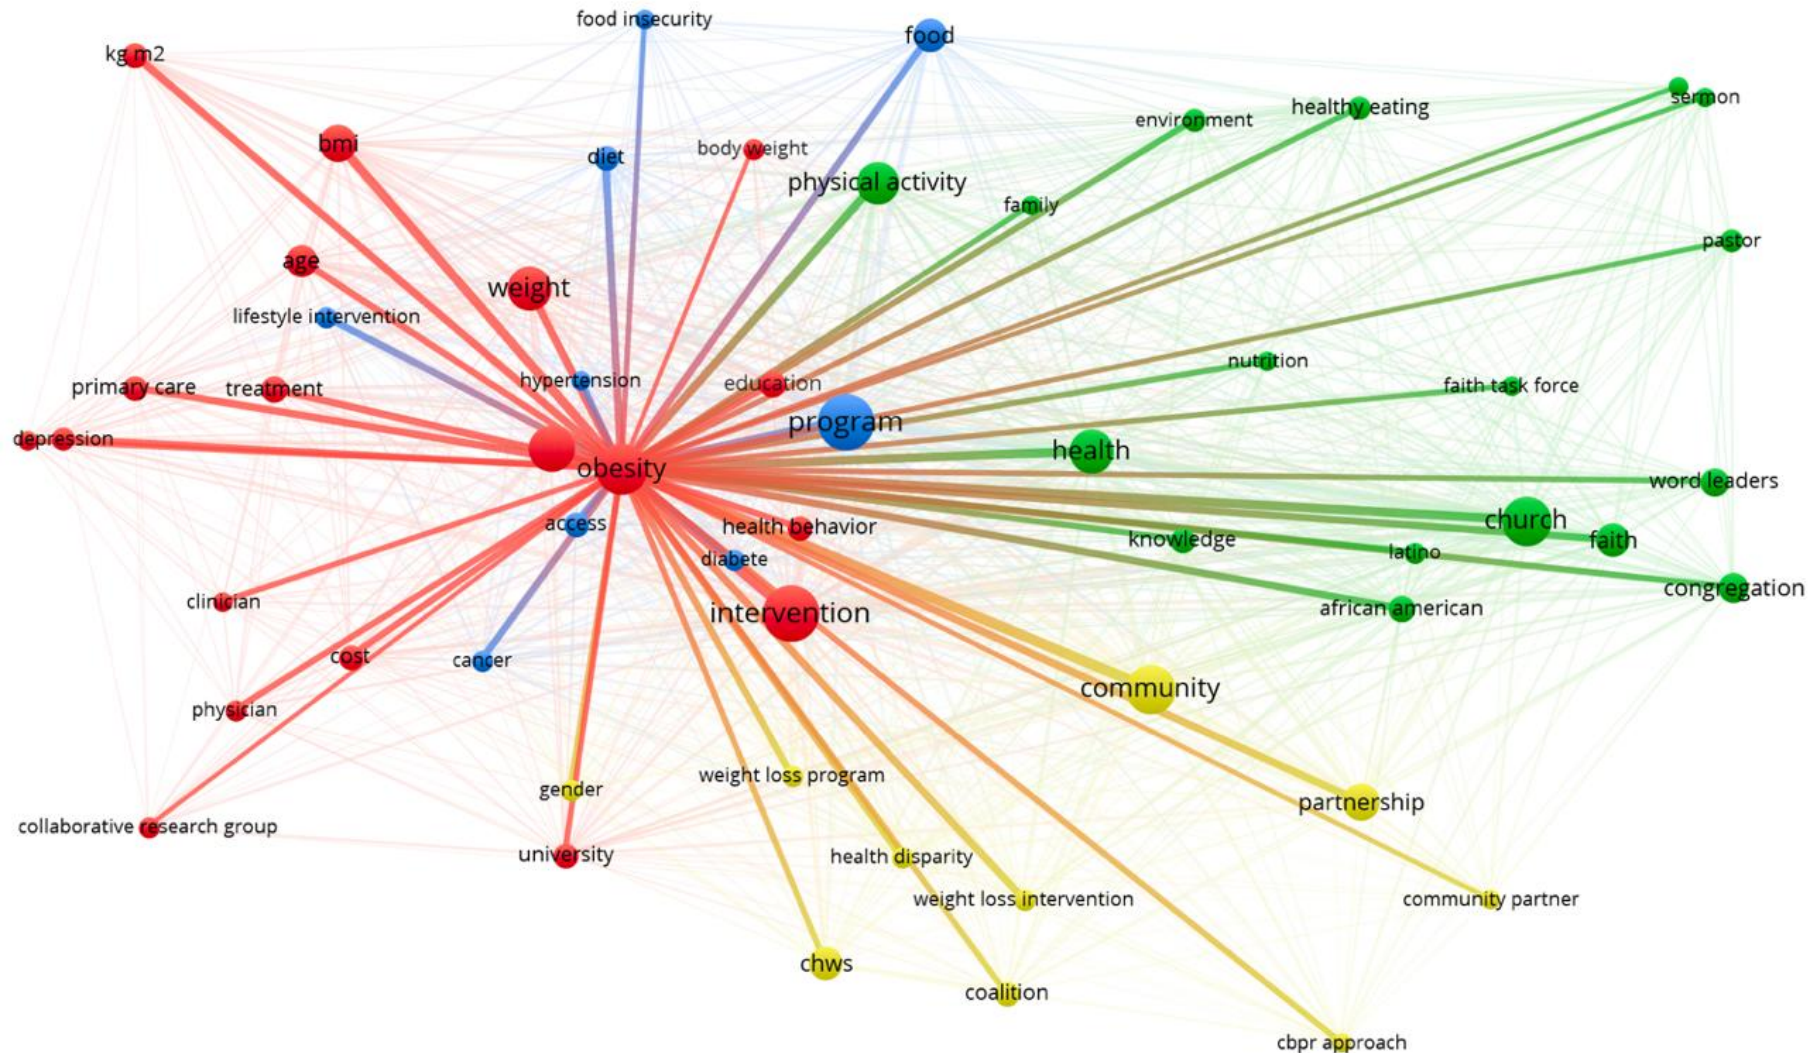 food insecurity
food
kg m2
sermon
healthy eating
environment
bmi
body weight
diet
physical activity
family
pastor
age
weight
lifestyle intervention
nutrition
hypertension
education
faith task force
primary care
treatment
program
depression
health
obesity
word leaders
church
access
health behavior
knowledge
faith
latino
diabete
congregation
clinician
intervention
african american
cost
cancer
community
physician
weight loss program
gender
partnership
collaborative research group
university
health disparity
weight loss intervention
community partner
chws
coalition
cbpr approach